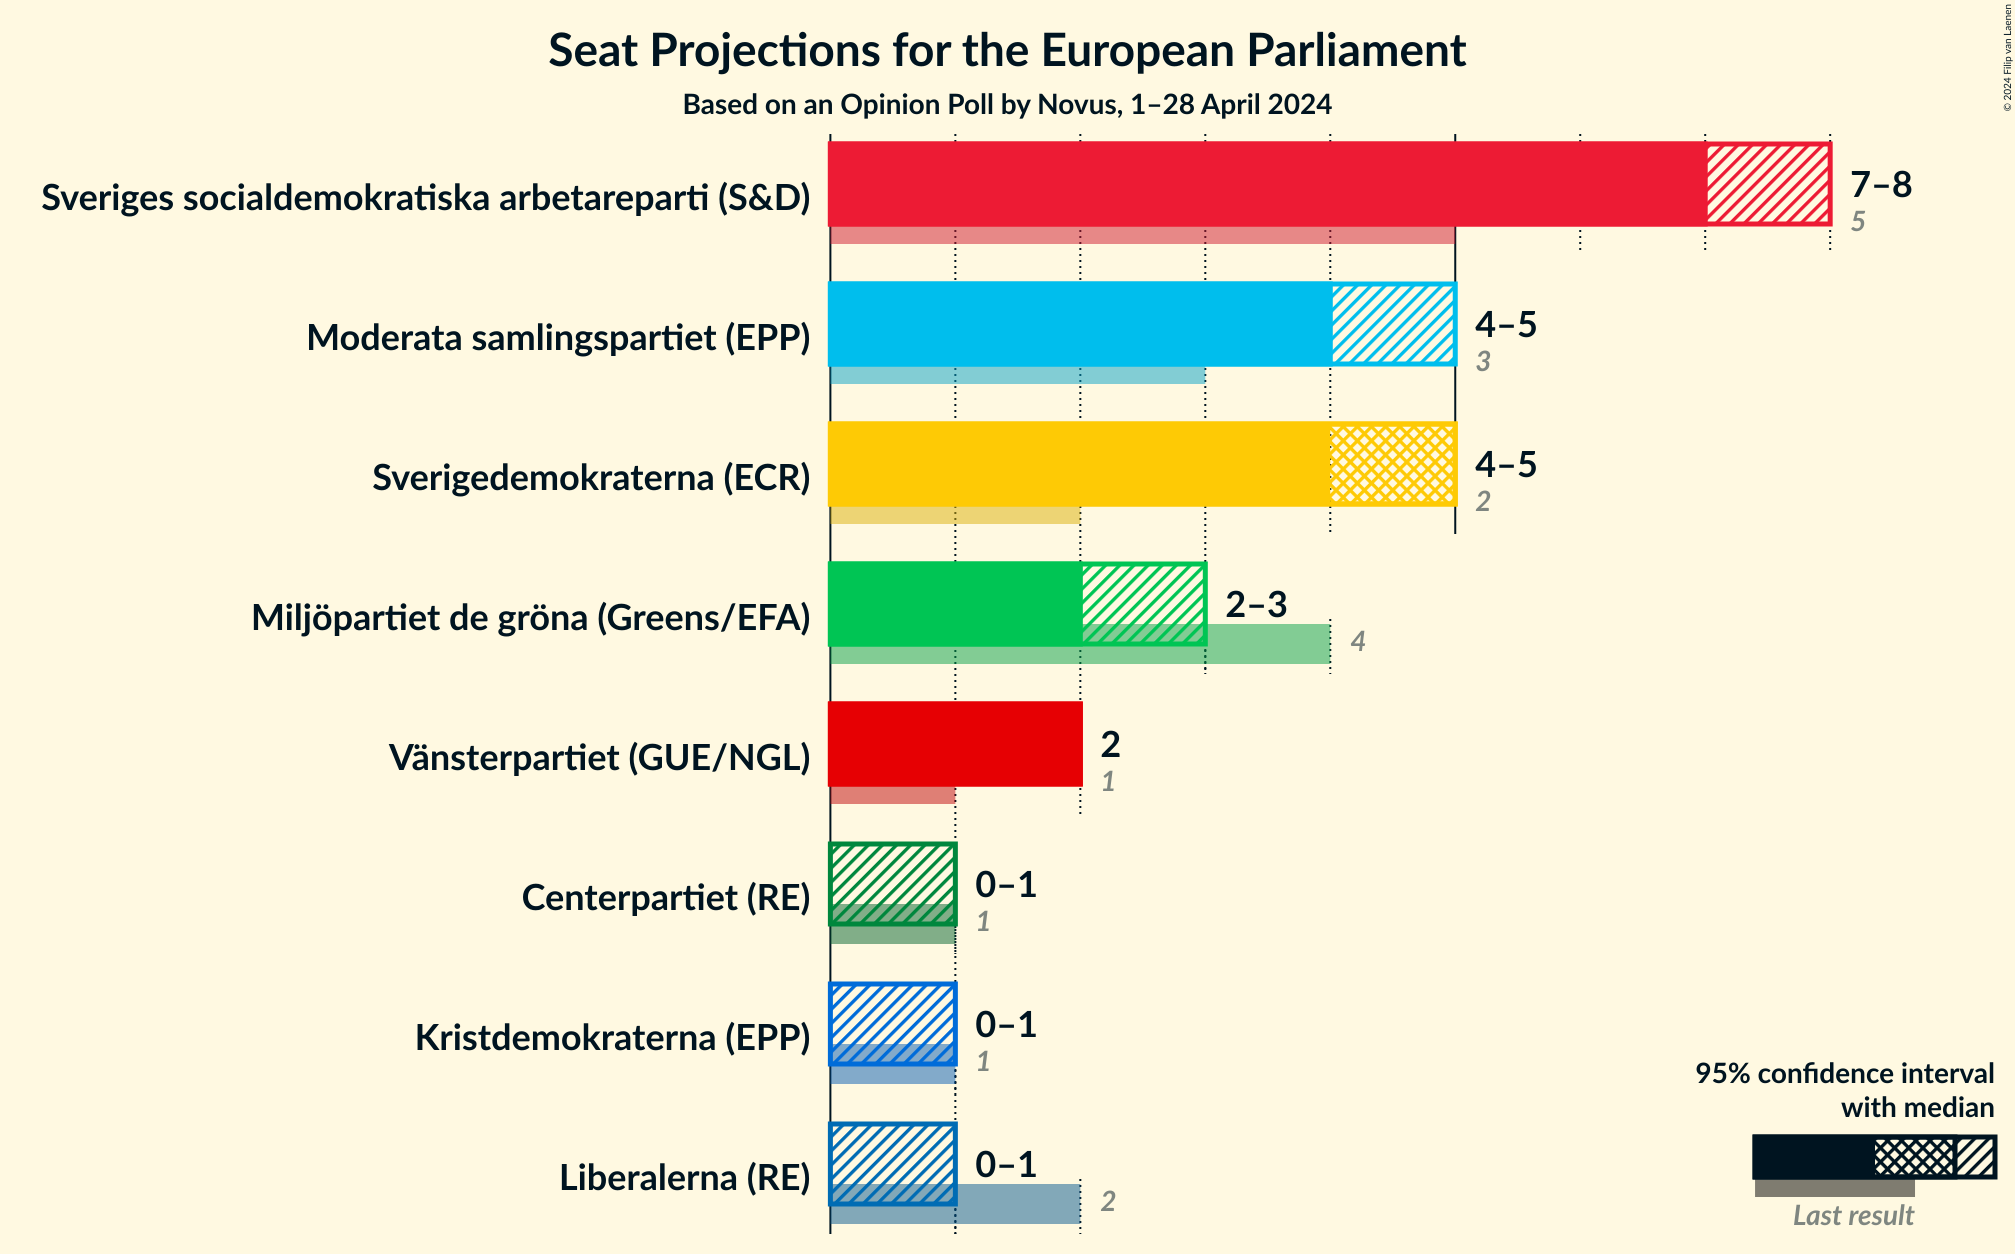 Seat Projections for the European Parliament
Based on an Opinion Poll by Novus, 1–28 April 2024
© 2024 Filip van Laenen
Sveriges socialdemokratiska arbetareparti (S&D)
7–8
5
Moderata samlingspartiet (EPP)
4–5
3
Sverigedemokraterna (ECR)
4–5
2
Miljöpartiet de gröna (Greens/EFA)
2–3
4
Vänsterpartiet (GUE/NGL)
2
1
Centerpartiet (RE)
0–1
1
Kristdemokraterna (EPP)
0–1
1
Liberalerna (RE)
0–1
2
95% confidence interval
with median
Last result